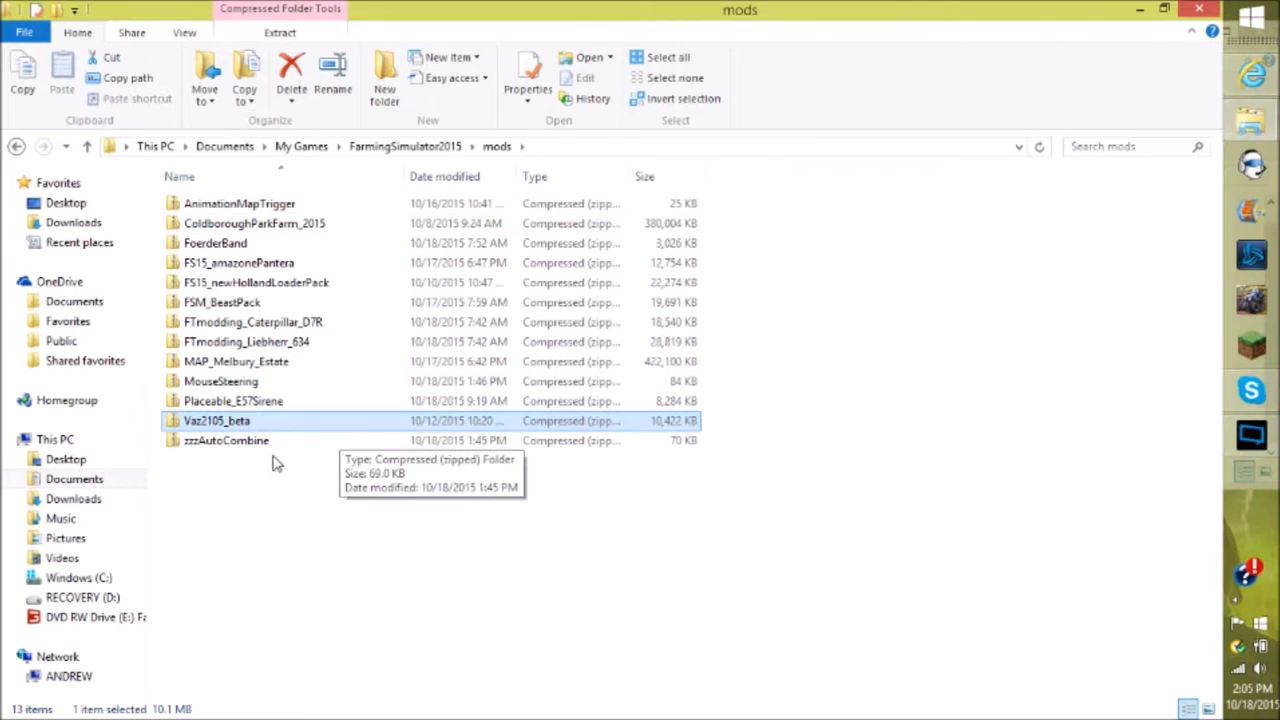 Compressed Folder Tools
mods
File
Home
Share
View
Extract
Copy
Paste
Cut
Copy path
Paste shortcut
Clipboard
Move to
Copy to
Delete
Rename
Organize
New folder
New item
Easy access
New
Properties
Open
Edit
History
Open
Select all
Select none
Invert selection
Select
This PC
Documents
My Games
FarmingSimulator2015
mods
Search mods
Name
Date modified
Type
Size
AnimationMapTrigger 10/16/2015 10:41 ... Compressed (zipp... 25 KB
ColdboroughParkFarm_2015 10/8/2015 9:24 AM Compressed (zipp... 380,004 KB
FoerderBand 10/18/2015 7:52 AM Compressed (zipp... 3,026 KB
FS15_amazonePantera 10/17/2015 6:47 PM Compressed (zipp... 12,754 KB
FS15_newHollandLoaderPack 10/10/2015 10:47 ... Compressed (zipp... 22,274 KB
FSM_BeastPack 10/17/2015 7:59 AM Compressed (zipp... 19,691 KB
FTmodding_Caterpillar_D7R 10/18/2015 7:42 AM Compressed (zipp... 18,540 KB
FTmodding_Liebherr_634 10/18/2015 7:42 AM Compressed (zipp... 28,819 KB
MAP_Melbury_Estate 10/17/2015 6:42 PM Compressed (zipp... 422,100 KB
MouseSteering 10/18/2015 1:46 PM Compressed (zipp... 84 KB
Placeable_E57Sirene 10/18/2015 9:19 AM Compressed (zipp... 8,284 KB
Vaz2105_beta 10/12/2015 10:20 ... Compressed (zipp... 10,422 KB
zzzAutoCombine 10/18/2015 1:45 PM Compressed (zipp... 70 KB
Type: Compressed (zipped) Folder
Size: 69.0 KB
Date modified: 10/18/2015 1:45 PM
Favorites
Desktop
Downloads
Recent places
OneDrive
Documents
Favorites
Public
Shared favorites
Homegroup
This PC
Desktop
Documents
Downloads
Music
Pictures
Videos
Windows (C:)
RECOVERY (D:)
DVD RW Drive (E:) Fa
Network
ANDREW
13 items 1 item selected 10.1 MB
2:05 PM
10/18/2015